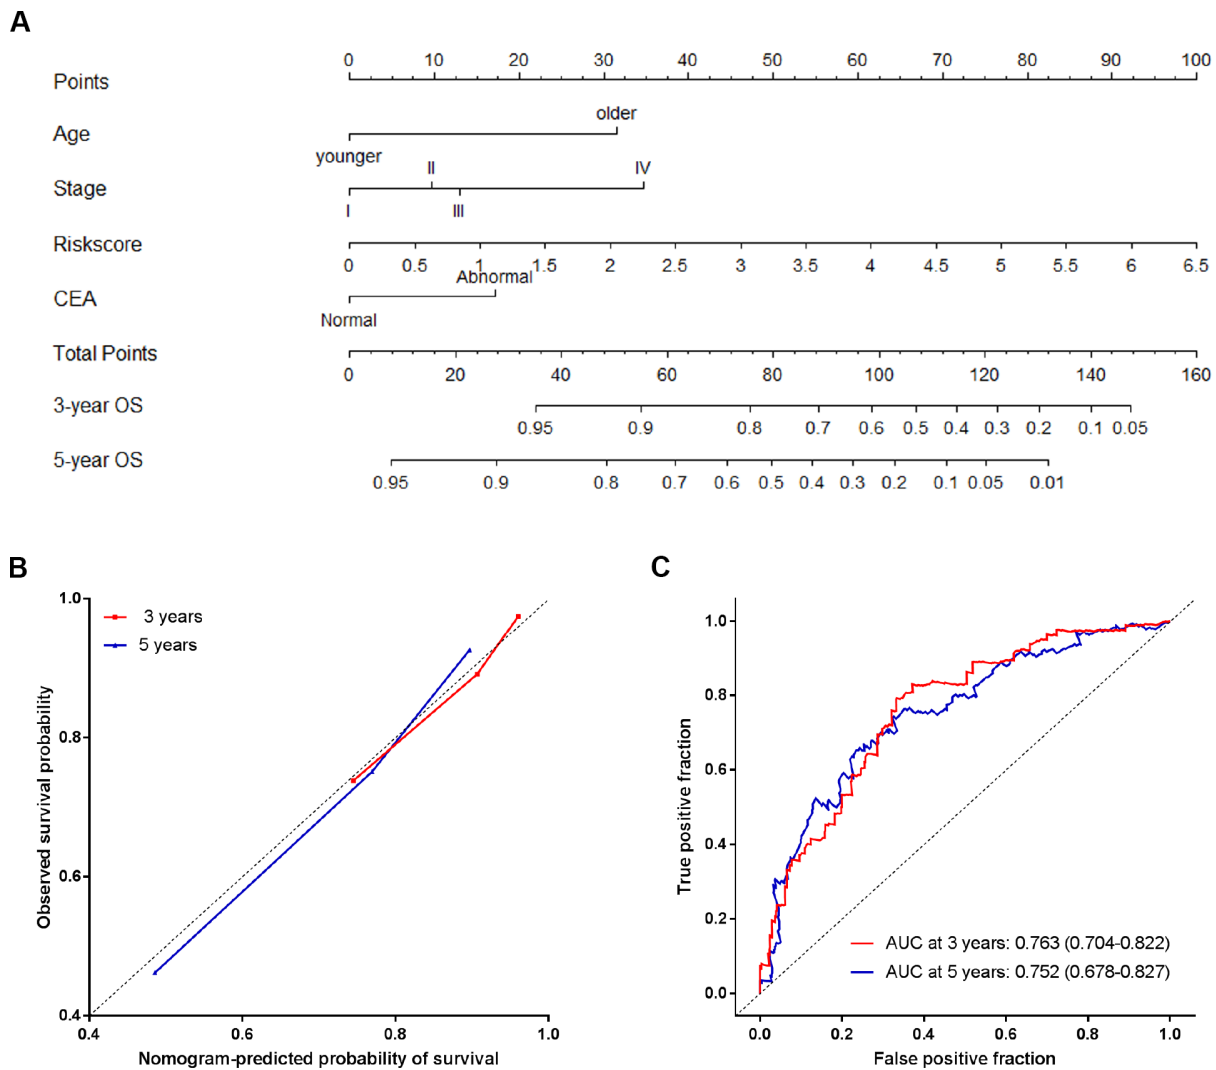 A
0 10 20 30 40 50 60 70 80 90 100
Points
older
Age
younger
II IV
Stage
I III
Riskscore
0 0.5 1 1.5 2 2.5 3 3.5 4 4.5 5 5.5 6 6.5
Abnormal
CEA
Normal
Total Points
0 20 40 60 80 100 120 140 160
3-year OS
0.95 0.9 0.8 0.7 0.6 0.5 0.4 0.3 0.2 0.1 0.05
5-year OS
0.95 0.9 0.8 0.7 0.6 0.5 0.4 0.3 0.2 0.1 0.05 0.01
B
1.0
3 years
5 years
0.8
0.6
0.4
Observed survival probability
0.4 0.6 0.8 1.0
Nomogram-predicted probability of survival
C
1.0
0.8
0.6
0.4
0.2
0.0
True positive fraction
AUC at 3 years: 0.763 (0.704-0.822)
AUC at 5 years: 0.752 (0.678-0.827)
0.0 0.2 0.4 0.6 0.8 1.0
False positive fraction